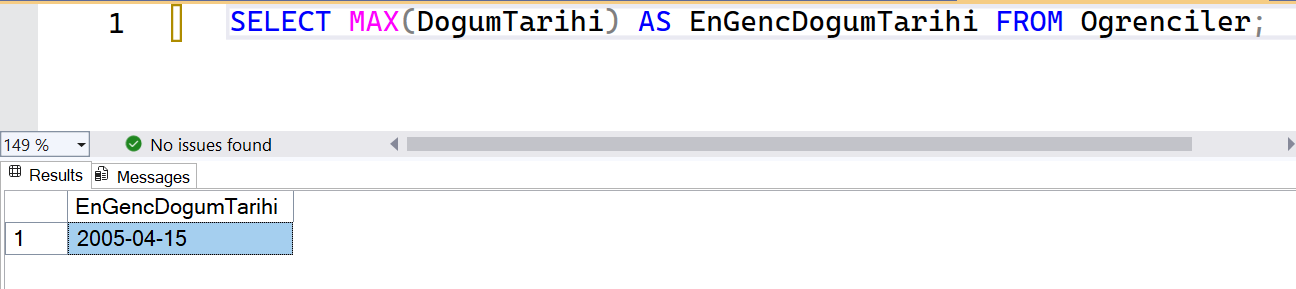 1 SELECT MAX(DogumTarihi) AS EnGencDogumTarihi FROM Ogrenciler;
149 % No issues found
Results Messages
EnGencDogumTarihi
1 2005-04-15